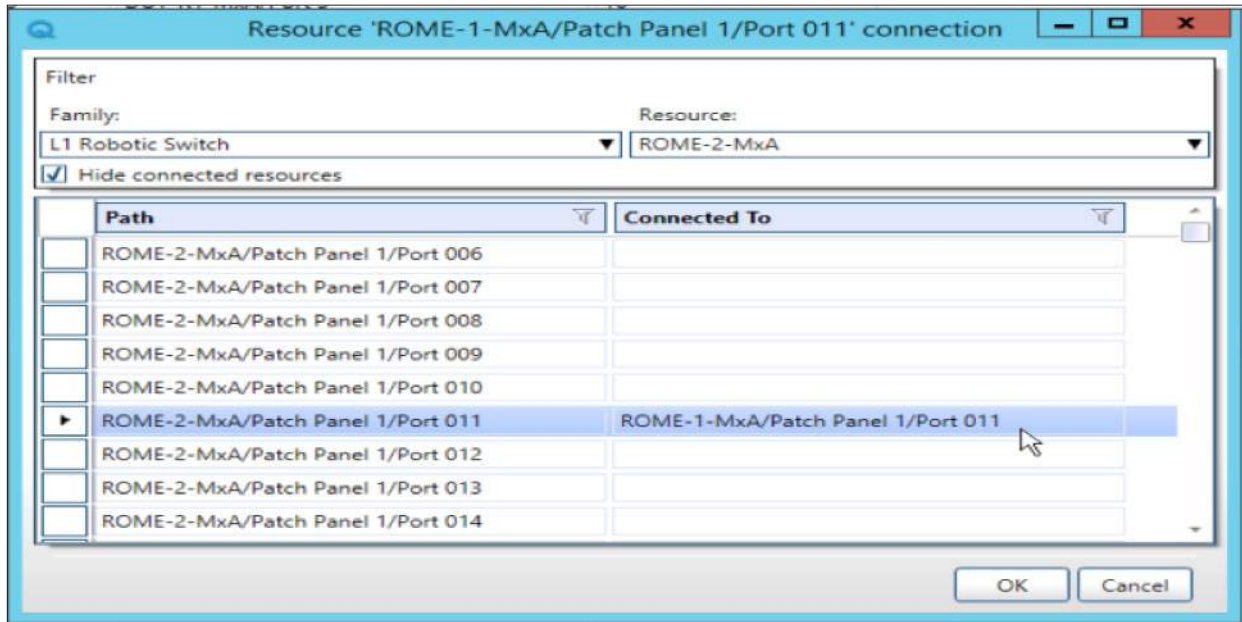 Resource 'ROME-1-MxA/Patch Panel 1/Port 011' connection
Filter
Family: Resource:
L1 Robotic Switch ROME-2-MxA
Hide connected resources
Path Connected To
ROME-2-MxA/Patch Panel 1/Port 006
ROME-2-MxA/Patch Panel 1/Port 007
ROME-2-MxA/Patch Panel 1/Port 008
ROME-2-MxA/Patch Panel 1/Port 009
ROME-2-MxA/Patch Panel 1/Port 010
ROME-2-MxA/Patch Panel 1/Port 011 ROME-1-MxA/Patch Panel 1/Port 011
ROME-2-MxA/Patch Panel 1/Port 012
ROME-2-MxA/Patch Panel 1/Port 013
ROME-2-MxA/Patch Panel 1/Port 014
OK Cancel